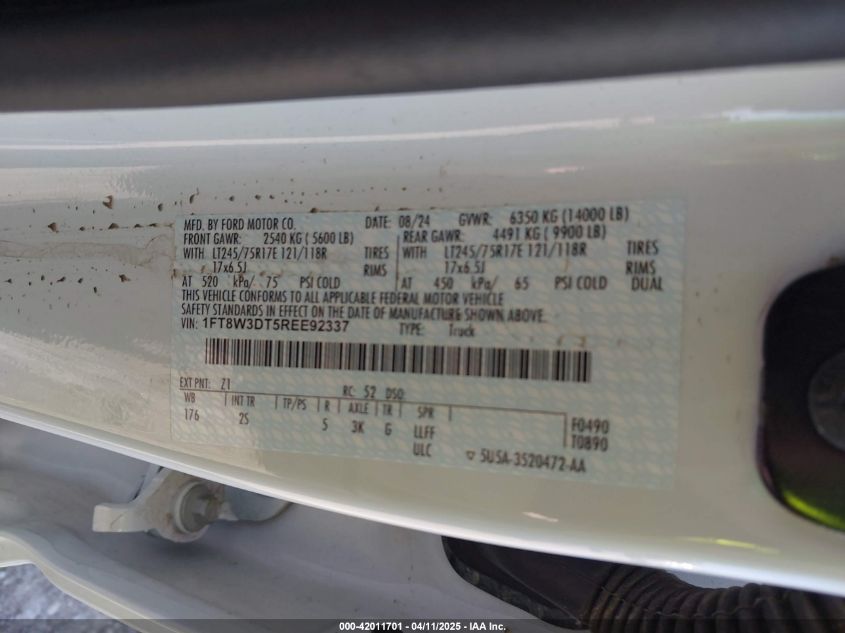 MFD. BY FORD MOTOR CO. DATE: 08/24 GVWR: 6350 KG (14000 LB)
FRONT GAWR: 2540 KG (5600 LB) REAR GAWR: 4491 KG (9900 LB)
WITH LT245/75R17E 121/118R TIRES WITH LT245/75R17E 121/118R TIRES
17x6.5J RIMS 17x6.5J RIMS
AT 520 kPa/ 75 PSI COLD AT 450 kPa/ 65 PSI COLD DUAL
THIS VEHICLE CONFORMS TO ALL APPLICABLE FEDERAL MOTOR VEHICLE
SAFETY STANDARDS IN EFFECT ON THE DATE OF MANUFACTURE SHOWN ABOVE.
VIN: 1FT8W3DT5REE92337 TYPE: Truck
EXT PNT: Z1 RC: 52 DSO:
WB INT TR TP/PS R AXLE TR SPR
176 2S 5 3K G LLFF F0490
ULC T0890
▽ 5U5A-3520472-AA
000-42011701 - 04/11/2025 - IAA Inc.